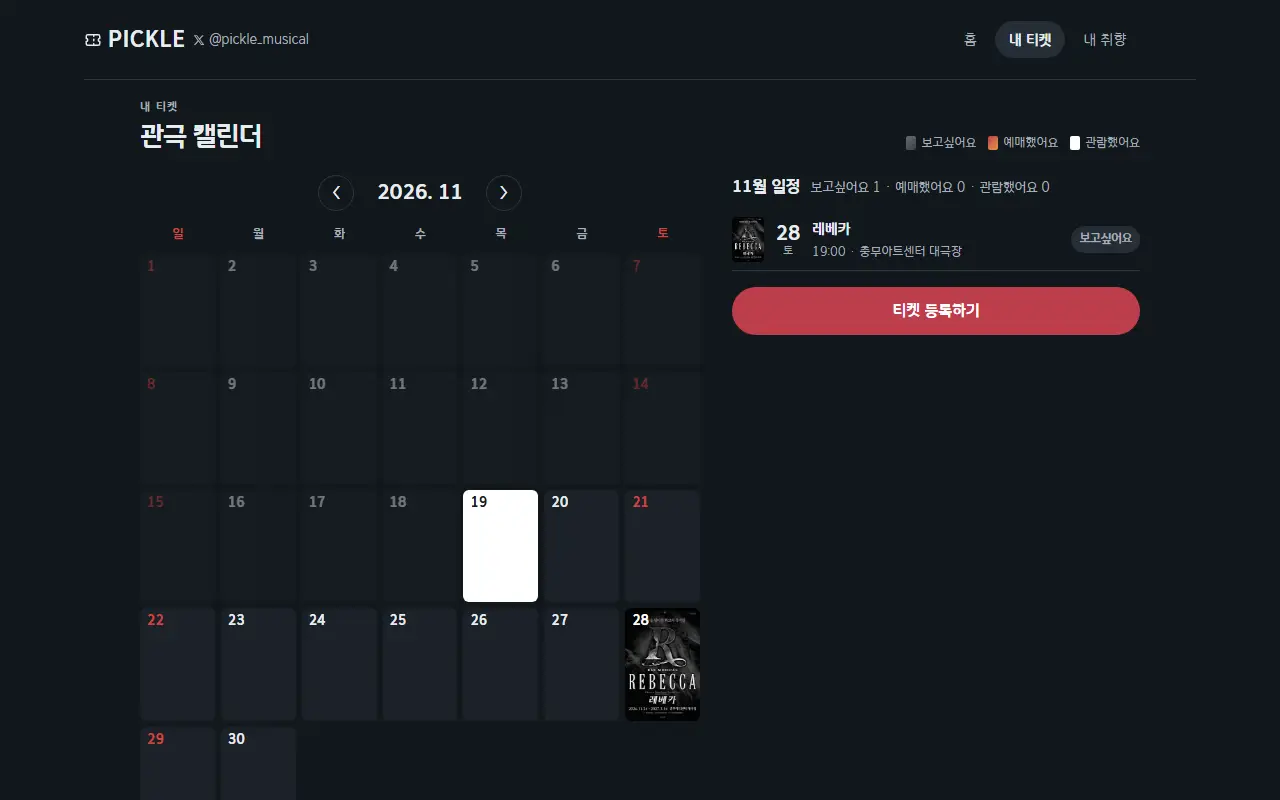 PICKLE @pickle_musical
홈 내 티켓 내 취향
내 티켓
관극 캘린더
보고싶어요 예매했어요 관람했어요
2026. 11
일 월 화 수 목 금 토
1 2 3 4 5 6 7
8 9 10 11 12 13 14
15 16 17 18 19 20 21
22 23 24 25 26 27 28
REBECCA
레베카
29 30
11월 일정 보고싶어요 1 · 예매했어요 0 · 관람했어요 0
REBECCA
28 레베카
토 19:00 · 충무아트센터 대극장
보고싶어요
티켓 등록하기